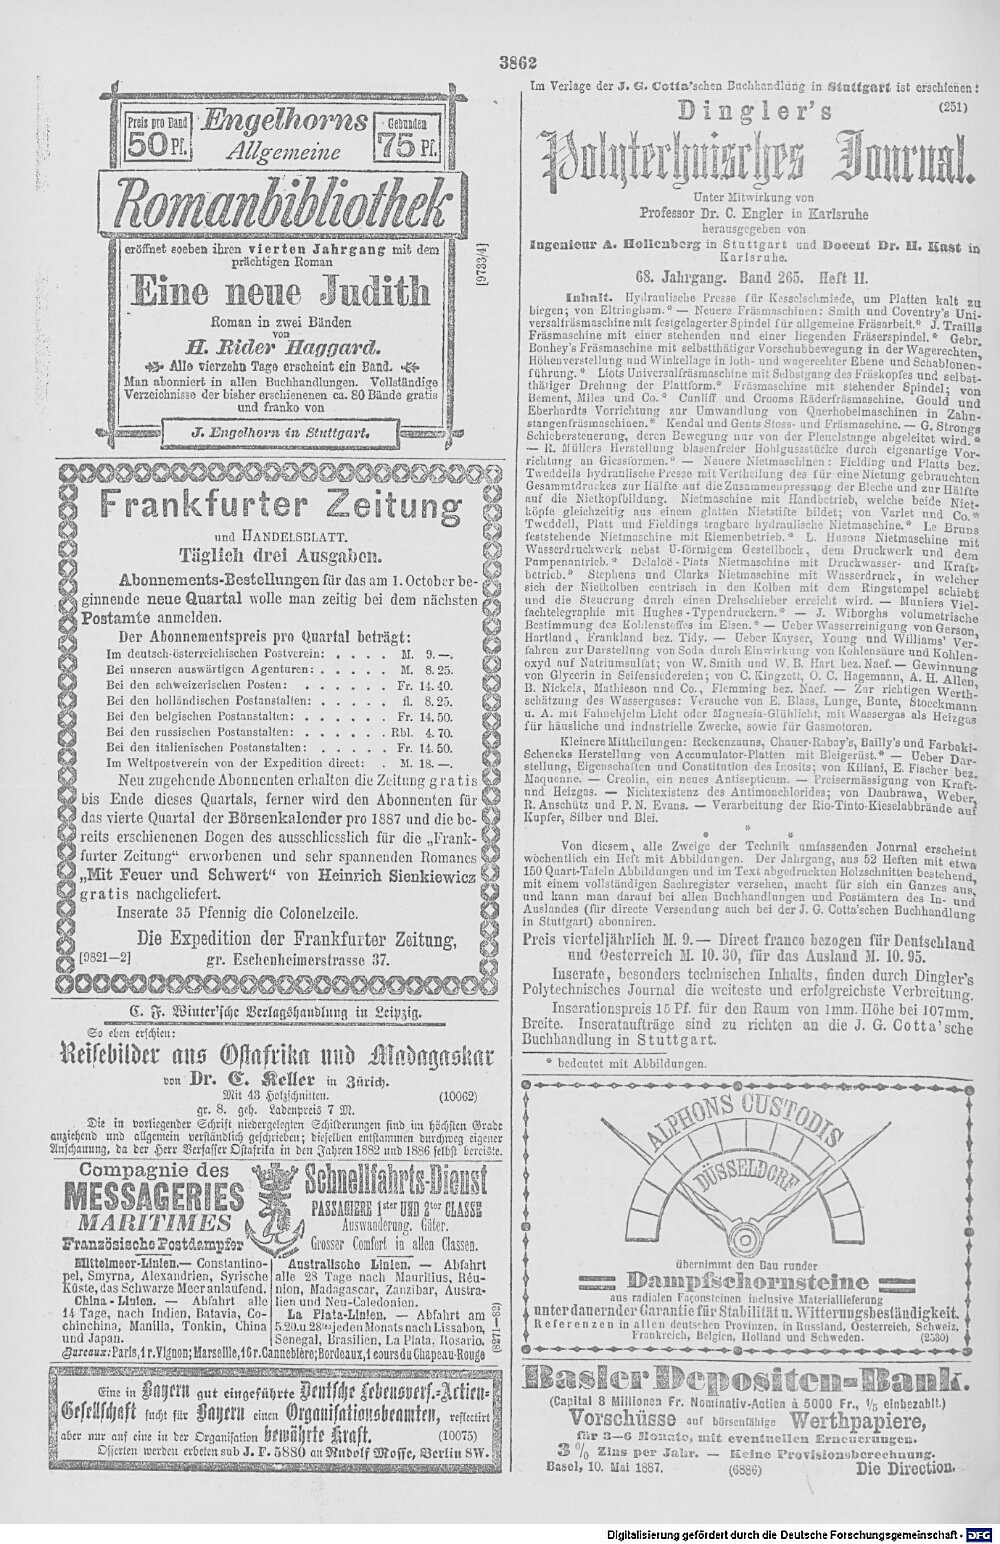 3862
Preis pro Band
50 Pf.
Engelhorns
Allgemeine
Gebunden
75 Pf.
Romanbibliothek
eröffnet soeben ihren vierten Jahrgang mit dem
prächtigen Roman
Eine neue Judith
Roman in zwei Bänden
von
H. Rider Haggard.
Alle vierzehn Tage erscheint ein Band.
Man abonniert in allen Buchhandlungen. Vollständige
Verzeichnisse der bisher erschienenen ca. 80 Bände gratis
und franko von
J. Engelhorn in Stuttgart.
[9733/4]
Frankfurter Zeitung
und HANDELSBLATT.
Täglich drei Ausgaben.
Abonnements-Bestellungen für das am 1. October be-
ginnende neue Quartal wolle man zeitig bei dem nächsten
Postamte anmelden.
Der Abonnementspreis pro Quartal beträgt:
Im deutsch-österreichischen Postverein: . . . . M. 9.—.
Bei unseren auswärtigen Agenturen: . . . . . M. 8.25.
Bei den schweizerischen Posten: . . . . . . Fr. 14.40.
Bei den holländischen Postanstalten: . . . . . fl. 8.25.
Bei den belgischen Postanstalten: . . . . . . Fr. 14.50.
Bei den russischen Postanstalten: . . . . . . Rbl. 4.70.
Bei den italienischen Postanstalten: . . . . . Fr. 14.50.
Im Weltpostverein von der Expedition direct: . M. 18.—.
Neu zugehende Abonnenten erhalten die Zeitung gratis
bis Ende dieses Quartals, ferner wird den Abonnenten für
das vierte Quartal der Börsenkalender pro 1887 und die be-
reits erschienenen Bogen des ausschliesslich für die „Frank-
furter Zeitung“ erworbenen und sehr spannenden Romanes
„Mit Feuer und Schwert“ von Heinrich Sienkiewicz
gratis nachgeliefert.
Inserate 35 Pfennig die Colonelzeile.
Die Expedition der Frankfurter Zeitung,
[9821—2] gr. Eschenheimerstrasse 37.
C. F. Winter'sche Verlagshandlung in Leipzig.
So eben erschien:
Reisebilder aus Ostafrika und Madagaskar
von Dr. C. Keller in Zürich.
Mit 43 Holzschnitten. (10062)
gr. 8. geh. Ladenpreis 7 M.
Die in vorliegender Schrift niedergelegten Schilderungen sind im höchsten Grade
anziehend und allgemein verständlich geschrieben; dieselben entstammen durchweg eigener
Anschauung, da der Herr Verfasser Ostafrika in den Jahren 1882 und 1886 selbst bereiste.
Compagnie des
MESSAGERIES
MARITIMES
Französische Postdampfer
Schnellfahrts-Dienst
PASSAGIERE 1ster UND 2ter CLASSE
Auswanderung. Güter.
Grosser Comfort in allen Classen.
Mittelmeer-Linien.— Constantino-
pel, Smyrna, Alexandrien, Syrische
Küste, das Schwarze Meer anlaufend.
China-Linien. — Abfahrt alle
14 Tage, nach Indien, Batavia, Co-
chinchina, Manilla, Tonkin, China
und Japan.
Australische Linien. — Abfahrt
alle 28 Tage nach Mauritius, Réu-
nion, Madagascar, Zanzibar, Austra-
lien und Neu-Caledonien.
La Plata-Linien. — Abfahrt am
5. 20. u. 28ten jeden Monats nach Lissabon,
Senegal, Brasilien, La Plata, Rosario.
Bureaux: Paris, 1 r. Vignon; Marseille, 16 r. Cannebière; Bordeaux, 1 cours du Chapeau-Rouge
(8271—82)
Eine in Bayern gut eingeführte Deutsche Lebensvers.-Actien-
Gesellschaft sucht für Bayern einen Organisationsbeamten, reflectirt
aber nur auf eine in der Organisation bewährte Kraft. (10075)
Offerten werden erbeten sub J. F. 5880 an Rudolf Mosse, Berlin SW.
Im Verlage der J. G. Cotta'schen Buchhandlung in Stuttgart ist erschienen:
Dingler's (251)
Polytechnisches Journal.
Unter Mitwirkung von
Professor Dr. C. Engler in Karlsruhe
herausgegeben von
Ingenieur A. Hollenberg in Stuttgart und Docent Dr. H. Kast in
Karlsruhe.
68. Jahrgang. Band 265. Heft 11.
Inhalt. Hydraulische Presse für Kesselschmiede, um Platten kalt zu
biegen; von Eltringham.* — Neuere Fräsmaschinen: Smith und Coventry's Uni-
versalfräsmaschine mit festgelagerter Spindel für allgemeine Fräsarbeit.* J. Traills
Fräsmaschine mit einer stehenden und einer liegenden Fräserspindel.* Gebr.
Bonhey's Fräsmaschine mit selbstthätiger Vorschubbewegung in der Wagerechten,
Höhenverstellung und Winkellage in loth- und wagerechter Ebene und Schablonen-
führung.* Liots Universalfräsmaschine mit Selbstgang des Fräskopfes und selbst-
thätiger Drehung der Plattform.* Fräsmaschine mit stehender Spindel; von
Bement, Miles und Co.* Cunliff und Crooms Räderfräsmaschine. Gould und
Eberhardts Vorrichtung zur Umwandlung von Querhobelmaschinen in Zahn-
stangenfräsmaschinen.* Kendal und Gents Stoss- und Fräsmaschine. — G. Strongs
Schiebersteuerung, deren Bewegung nur von der Pleuelstange abgeleitet wird.*
— R. Müllers Herstellung blasenfreier Hohlgussstücke durch eigenartige Vor-
richtung an Giessformen.* — Neuere Nietmaschinen: Fielding und Platts bez.
Tweddells hydraulische Presse mit Vertheilung des für eine Nietung gebrauchten
Gesammtdruckes zur Hälfte auf die Zusammenpressung der Bleche und zur Hälfte
auf die Nietkopfbildung. Nietmaschine mit Handbetrieb, welche beide Niet-
köpfe gleichzeitig aus einem glatten Nietstifte bildet; von Varlet und Co.*
Tweddell, Platt und Fieldings tragbare hydraulische Nietmaschine.* Le Bruns
feststehende Nietmaschine mit Riemenbetrieb.* L. Husons Nietmaschine mit
Wasserdruckwerk nebst U-förmigem Gestellbock, dem Druckwerk und dem
Pumpenantrieb.* Delaloë-Piats Nietmaschine mit Druckwasser- und Kraft-
betrieb.* Stephens und Clarks Nietmaschine mit Wasserdruck, in welcher
sich der Nietkolben centrisch in den Kolben mit dem Ringstempel schiebt
und die Steuerung durch einen Drehschieber erreicht wird. — Muniers Viel-
fachtelegraphie mit Hughes-Typendruckern.* — J. Wiborghs volumetrische
Bestimmung des Kohlenstoffes im Eisen.* — Ueber Wasserreinigung von Gerson,
Hartland, Frankland bez. Tidy. — Ueber Kayser, Young und Williams' Ver-
fahren zur Darstellung von Soda durch Einwirkung von Kohlensäure und Kohlen-
oxyd auf Natriumsulfat; von W. Smith und W. B. Hart bez. Naef. — Gewinnung
von Glycerin in Seifensiedereien; von C. Kingzett, O. C. Hagemann, A. H. Allen,
B. Nickels, Mathieson und Co., Flemming bez. Naef. — Zur richtigen Werth-
schätzung des Wassergases: Versuche von E. Blass, Lunge, Bunte, Stoeckmann
u. A. mit Fahnehjelm Licht oder Magnesia-Glühlicht, mit Wassergas als Heizgas
für häusliche und industrielle Zwecke, sowie für Gasmotoren.
Kleinere Mittheilungen: Reckenzauns, Chauer-Rabay's, Bailly's und Farbaki-
Scheneks Herstellung von Accumulator-Platten mit Bleigerüst.* — Ueber Dar-
stellung, Eigenschaften und Constitution des Inosits; von Kiliani, E. Fischer bez.
Maquenne. — Creolin, ein neues Antisepticum. — Preisermässigung von Kraft-
und Heizgas. — Nichtexistenz des Antimonchlorides; von Daubrawa, Weber,
R. Anschütz und P. N. Evans. — Verarbeitung der Rio-Tinto-Kieselabbrände auf
Kupfer, Silber und Blei.
* * *
Von diesem, alle Zweige der Technik umfassenden Journal erscheint
wöchentlich ein Heft mit Abbildungen. Der Jahrgang, aus 52 Heften mit etwa
150 Quart-Tafeln Abbildungen und im Text abgedruckten Holzschnitten bestehend,
mit einem vollständigen Sachregister versehen, macht für sich ein Ganzes aus,
und kann man darauf bei allen Buchhandlungen und Postämtern des In- und
Auslandes (für directe Versendung auch bei der J. G. Cotta'schen Buchhandlung
in Stuttgart) abonniren.
Preis vierteljährlich M. 9.— Direct franco bezogen für Deutschland
und Oesterreich M. 10.30, für das Ausland M. 10.95.
Inserate, besonders technischen Inhalts, finden durch Dingler's
Polytechnisches Journal die weiteste und erfolgreichste Verbreitung.
Inserationspreis 15 Pf. für den Raum von 1mm. Höhe bei 107mm.
Breite. Inserataufträge sind zu richten an die J. G. Cotta'sche
Buchhandlung in Stuttgart.
* bedeutet mit Abbildungen.
ALPHONS CUSTODIS
DÜSSELDORF
übernimmt den Bau runder
Dampfschornsteine
aus radialen Façonsteinen inclusive Materiallieferung
unter dauernder Garantie für Stabilität u. Witterungsbeständigkeit.
Referenzen in allen deutschen Provinzen, in Russland, Oesterreich, Schweiz,
Frankreich, Belgien, Holland und Schweden. (2530)
Basler Depositen-Bank.
(Capital 8 Millionen Fr. Nominativ-Actien à 5000 Fr., 1/5 einbezahlt.)
Vorschüsse auf börsenfähige Werthpapiere,
für 3—6 Monate, mit eventuellen Erneuerungen.
3% Zins per Jahr. — Keine Provisionsberechnung.
Basel, 10. Mai 1887. (6886) Die Direction.
Digitalisierung gefördert durch die Deutsche Forschungsgemeinschaft - DFG